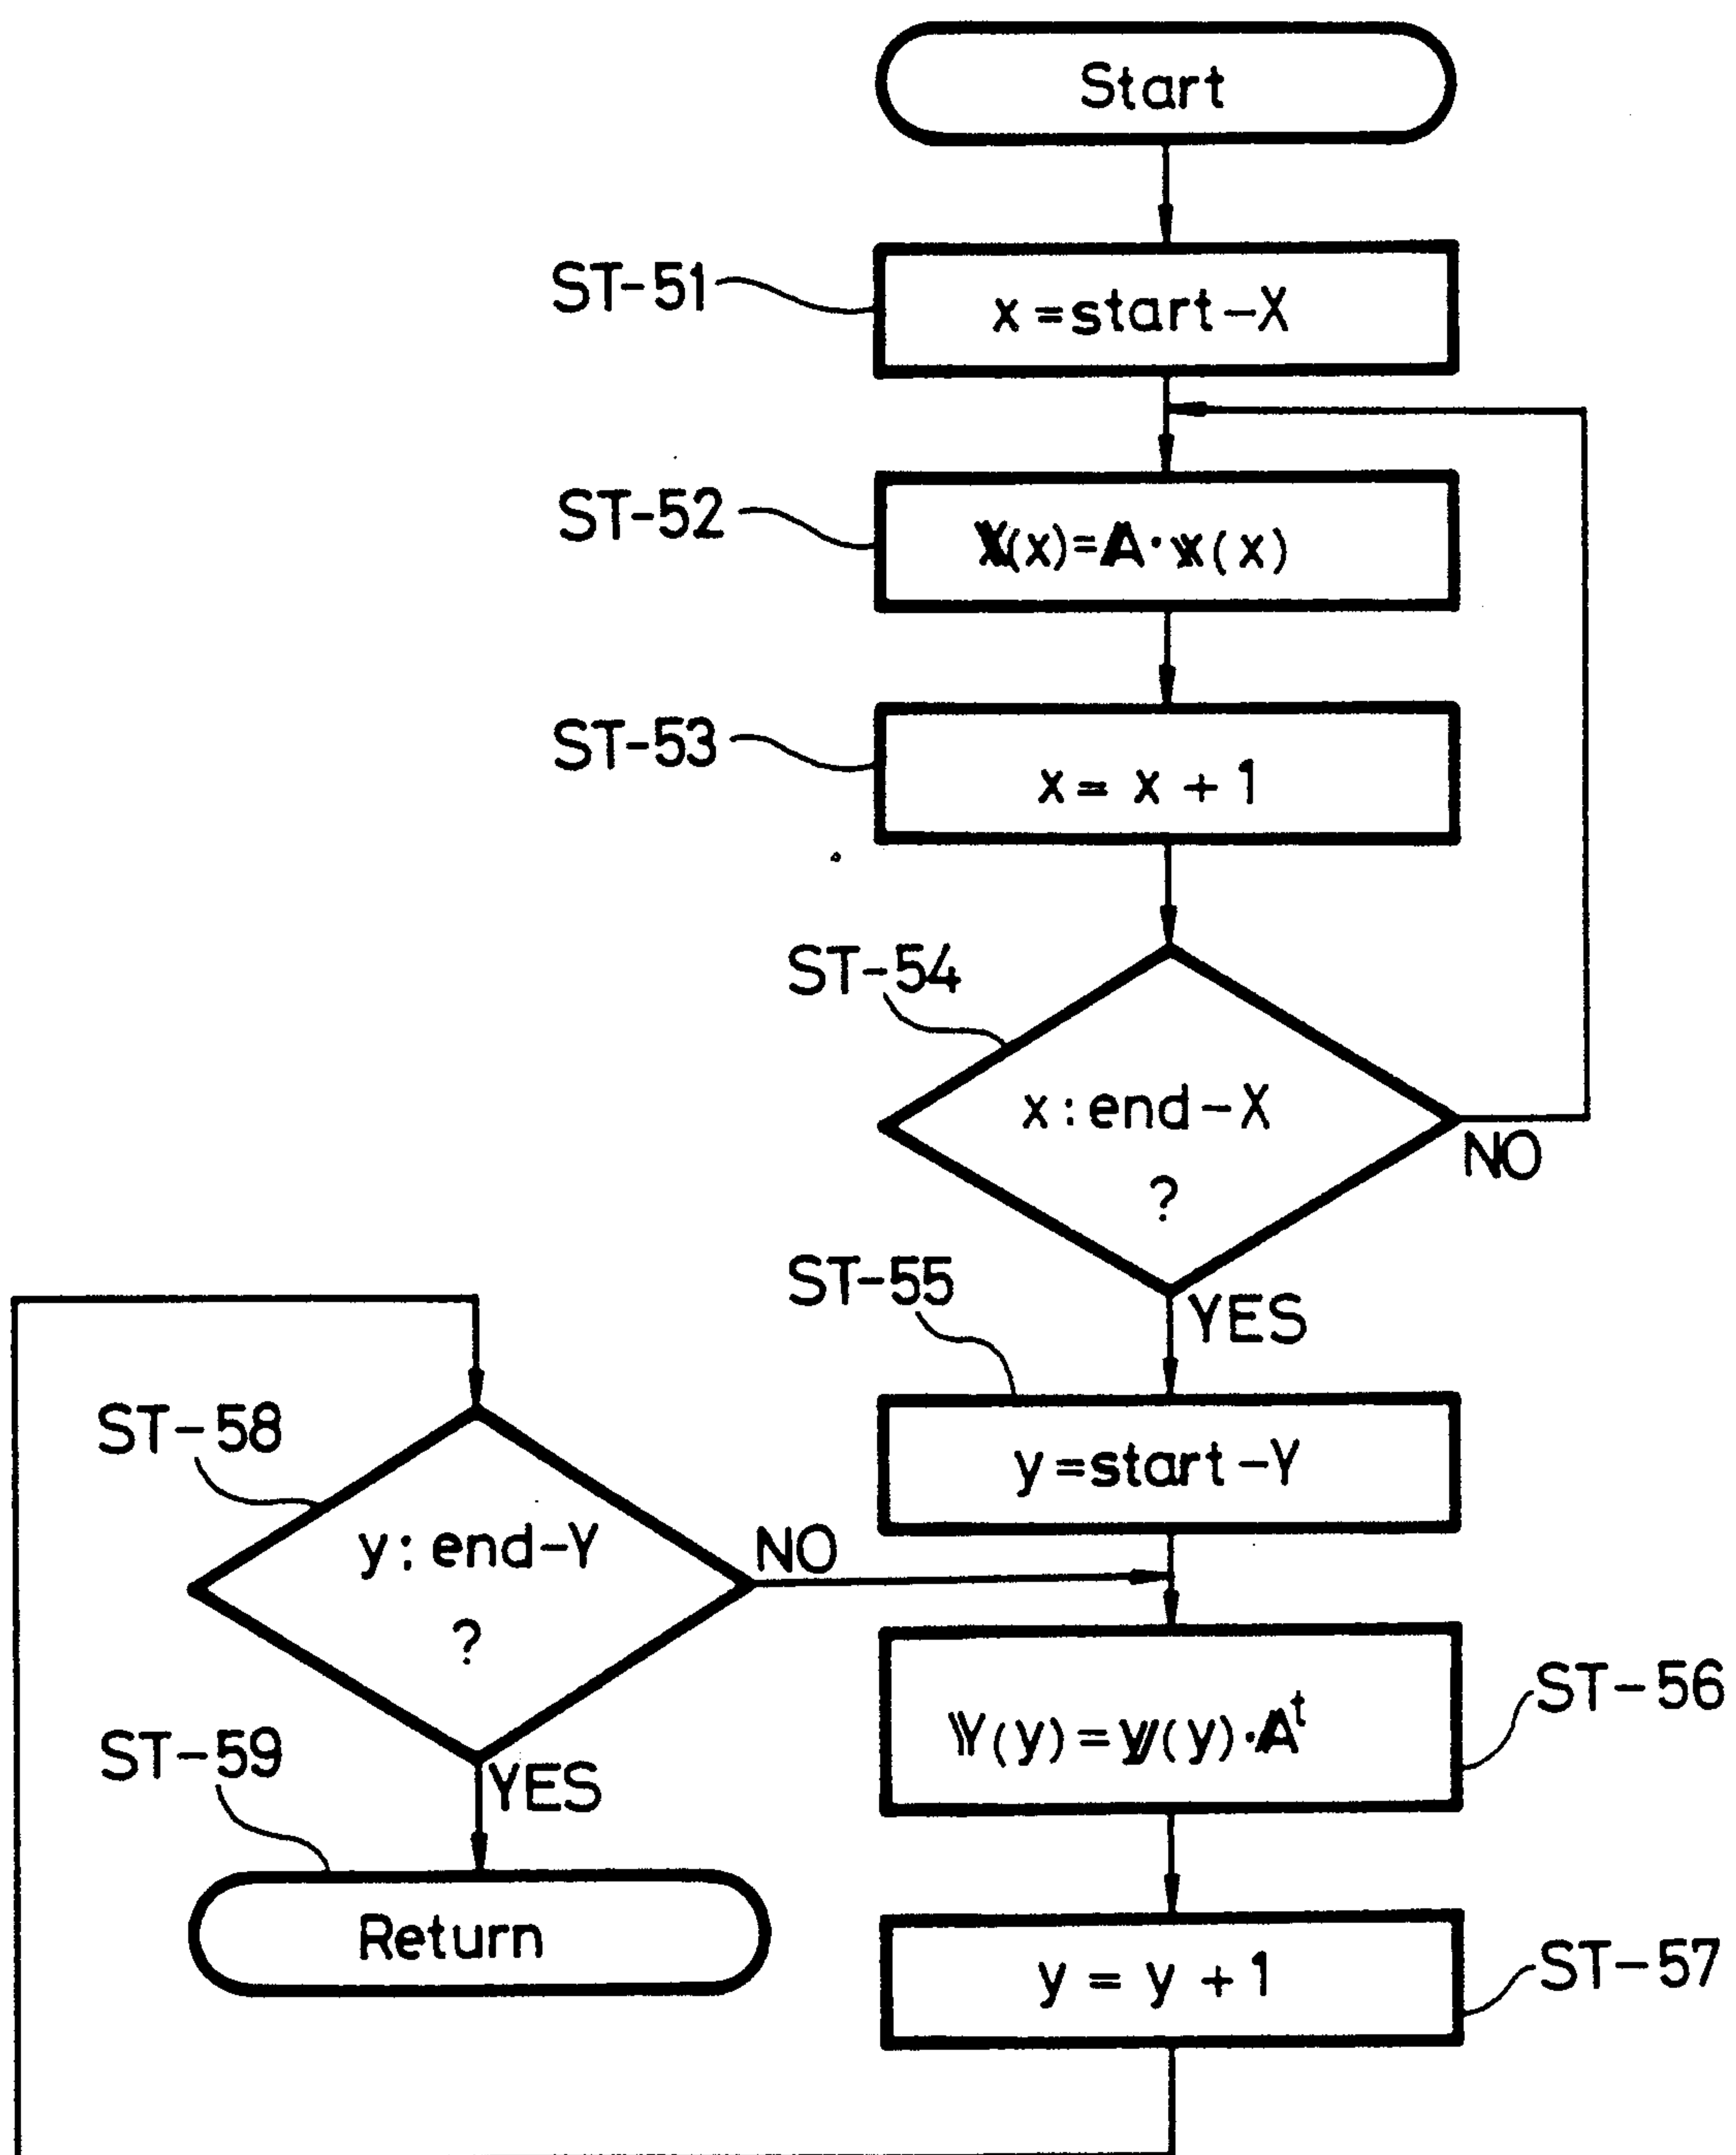 Start
ST-51
x=start-X
ST-52
X(x)=A·x(x)
ST-53
x= x + 1
ST-54
x:end-X
?
NO
YES
ST-55
y=start-Y
ST-58
y:end-Y
?
NO
YES
ST-56
Y(y)=y(y)·Aᵗ
ST-59
Return
ST-57
y = y + 1